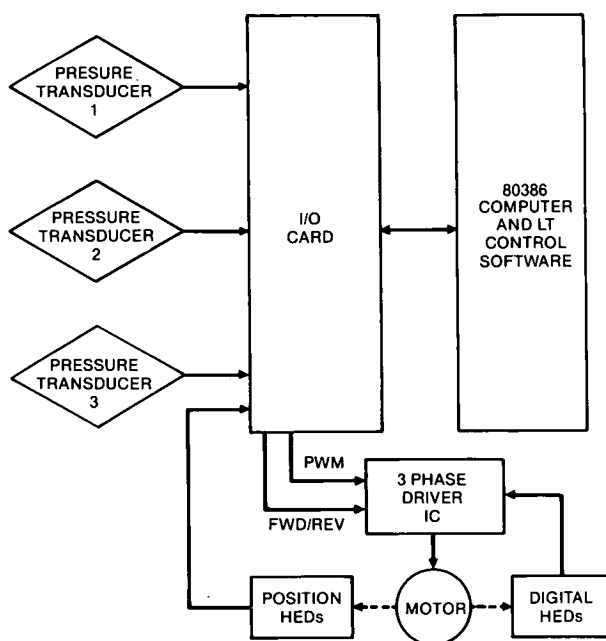 PRESURE
TRANSDUCER
1
PRESSURE
TRANSDUCER
2
PRESSURE
TRANSDUCER
3
I/O
CARD
80386
COMPUTER
AND LT
CONTROL
SOFTWARE
PWM
FWD/REV
3 PHASE
DRIVER
IC
POSITION
HEDs
MOTOR
DIGITAL
HEDs